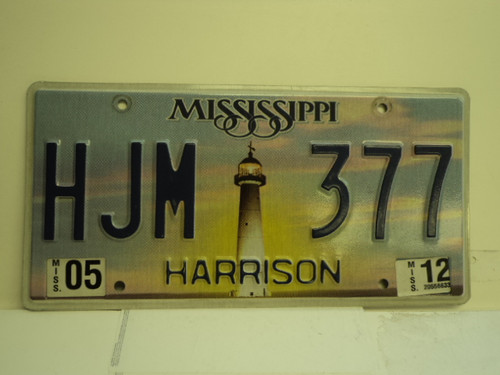 MISSISSIPPI
HJM 377
HARRISON
MISS. 05
MISS. 12